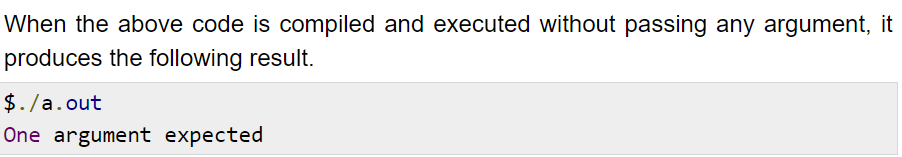 When the above code is compiled and executed without passing any argument, it
produces the following result.
$./a.out
One argument expected